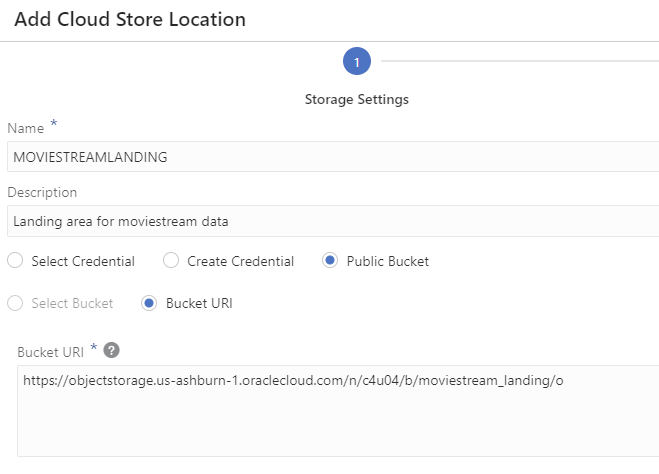 Add Cloud Store Location
1
Storage Settings
Name *
MOVIESTREAMLANDING
Description
Landing area for moviestream data
Select Credential Create Credential Public Bucket
Select Bucket Bucket URI
Bucket URI * ?
https://objectstorage.us-ashburn-1.oraclecloud.com/n/c4u04/b/moviestream_landing/o